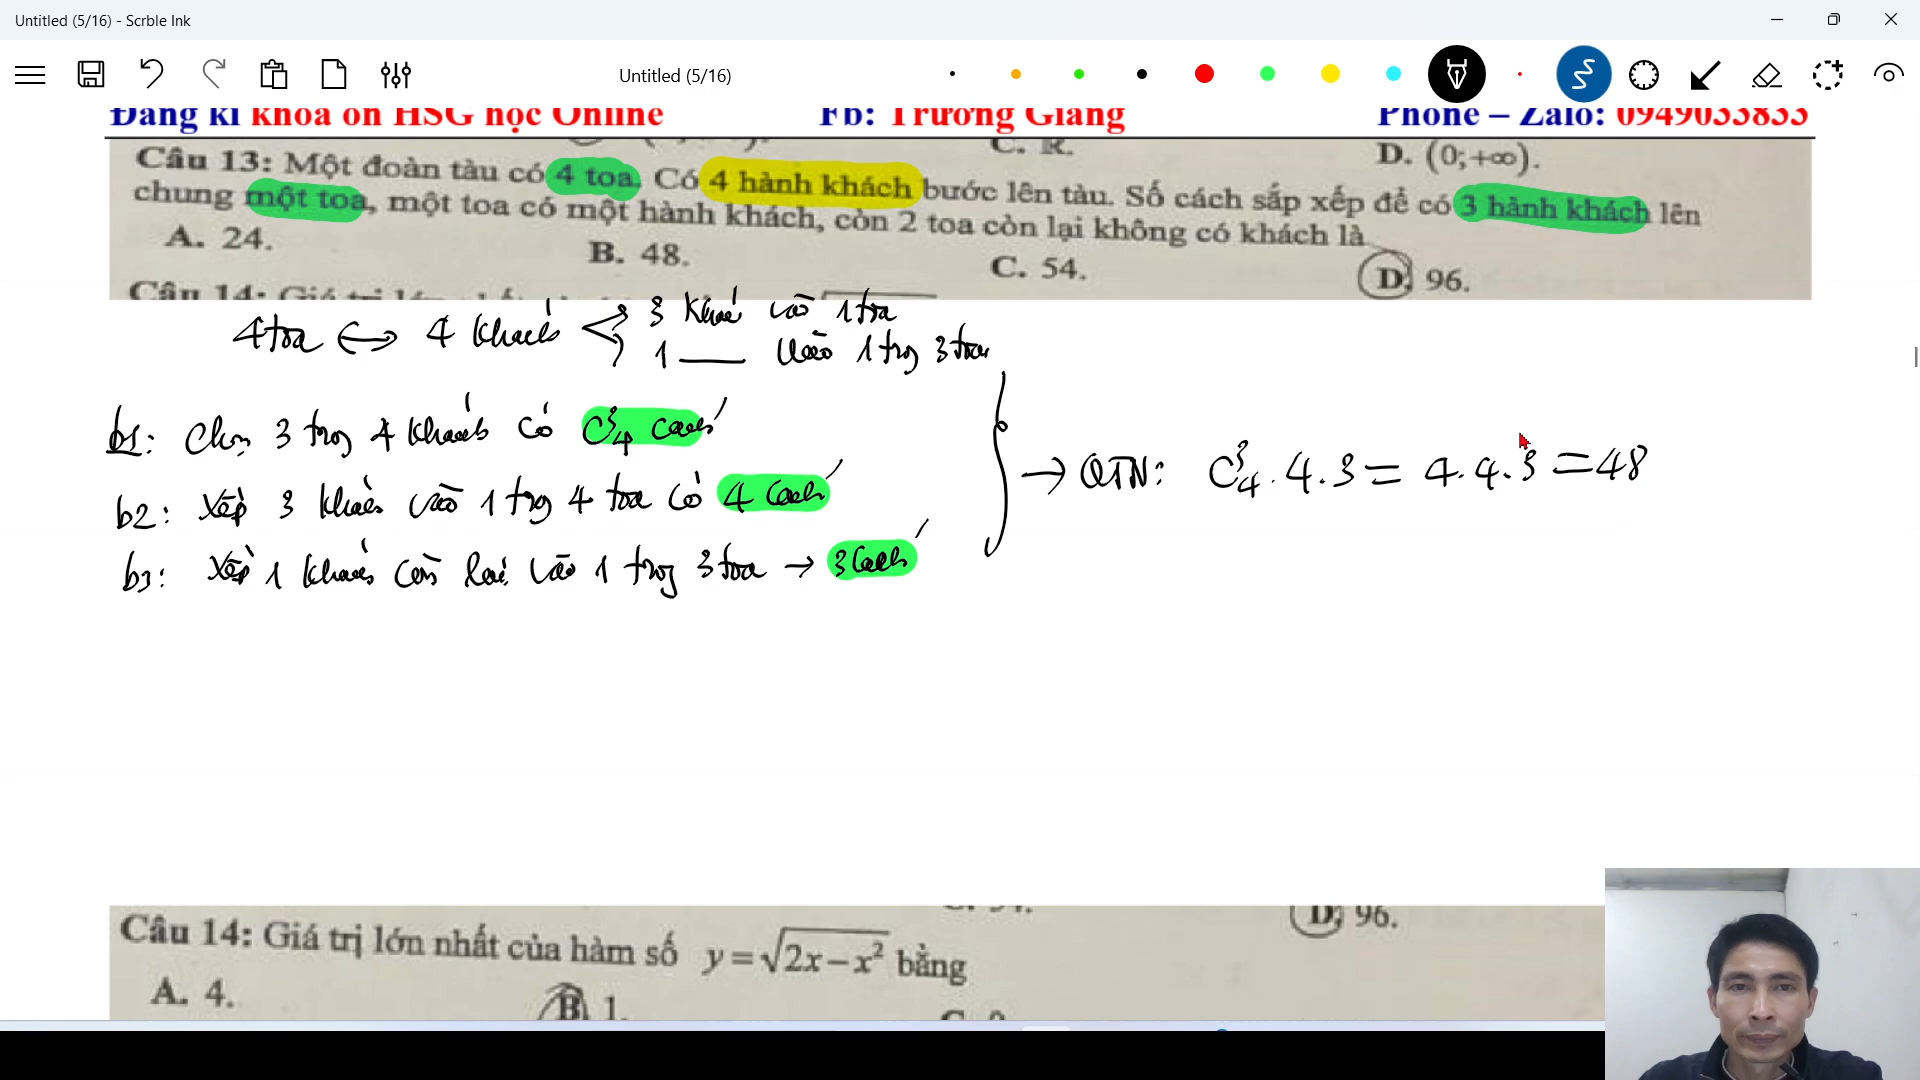 Untitled (5/16) - Scrble Ink
Untitled (5/16)
Đăng kí khóa ôn HSG học Online Fb: Trương Giang Phone – Zalo: 0949033833
C. ℝ. D. (0;+∞).
Câu 13: Một đoàn tàu có 4 toa. Có 4 hành khách bước lên tàu. Số cách sắp xếp để có 3 hành khách lên
chung một toa, một toa có một hành khách, còn 2 toa còn lại không có khách là
A. 24. B. 48. C. 54. D. 96.
4 toa ↔ 4 khách < 3 khách vào 1 toa
1 —— vào 1 trg 3 toa
b1: Chọn 3 trg 4 khách có C³₄ cách
b2: Xếp 3 khách vào 1 trg 4 toa có 4 cách
b3: Xếp 1 khách còn lại vào 1 trg 3 toa → 3 cách
→ QTN: C³₄ . 4 . 3 = 4 . 4 . 3 = 48
D. 96.
Câu 14: Giá trị lớn nhất của hàm số y = √(2x − x²) bằng
A. 4. B. 1.